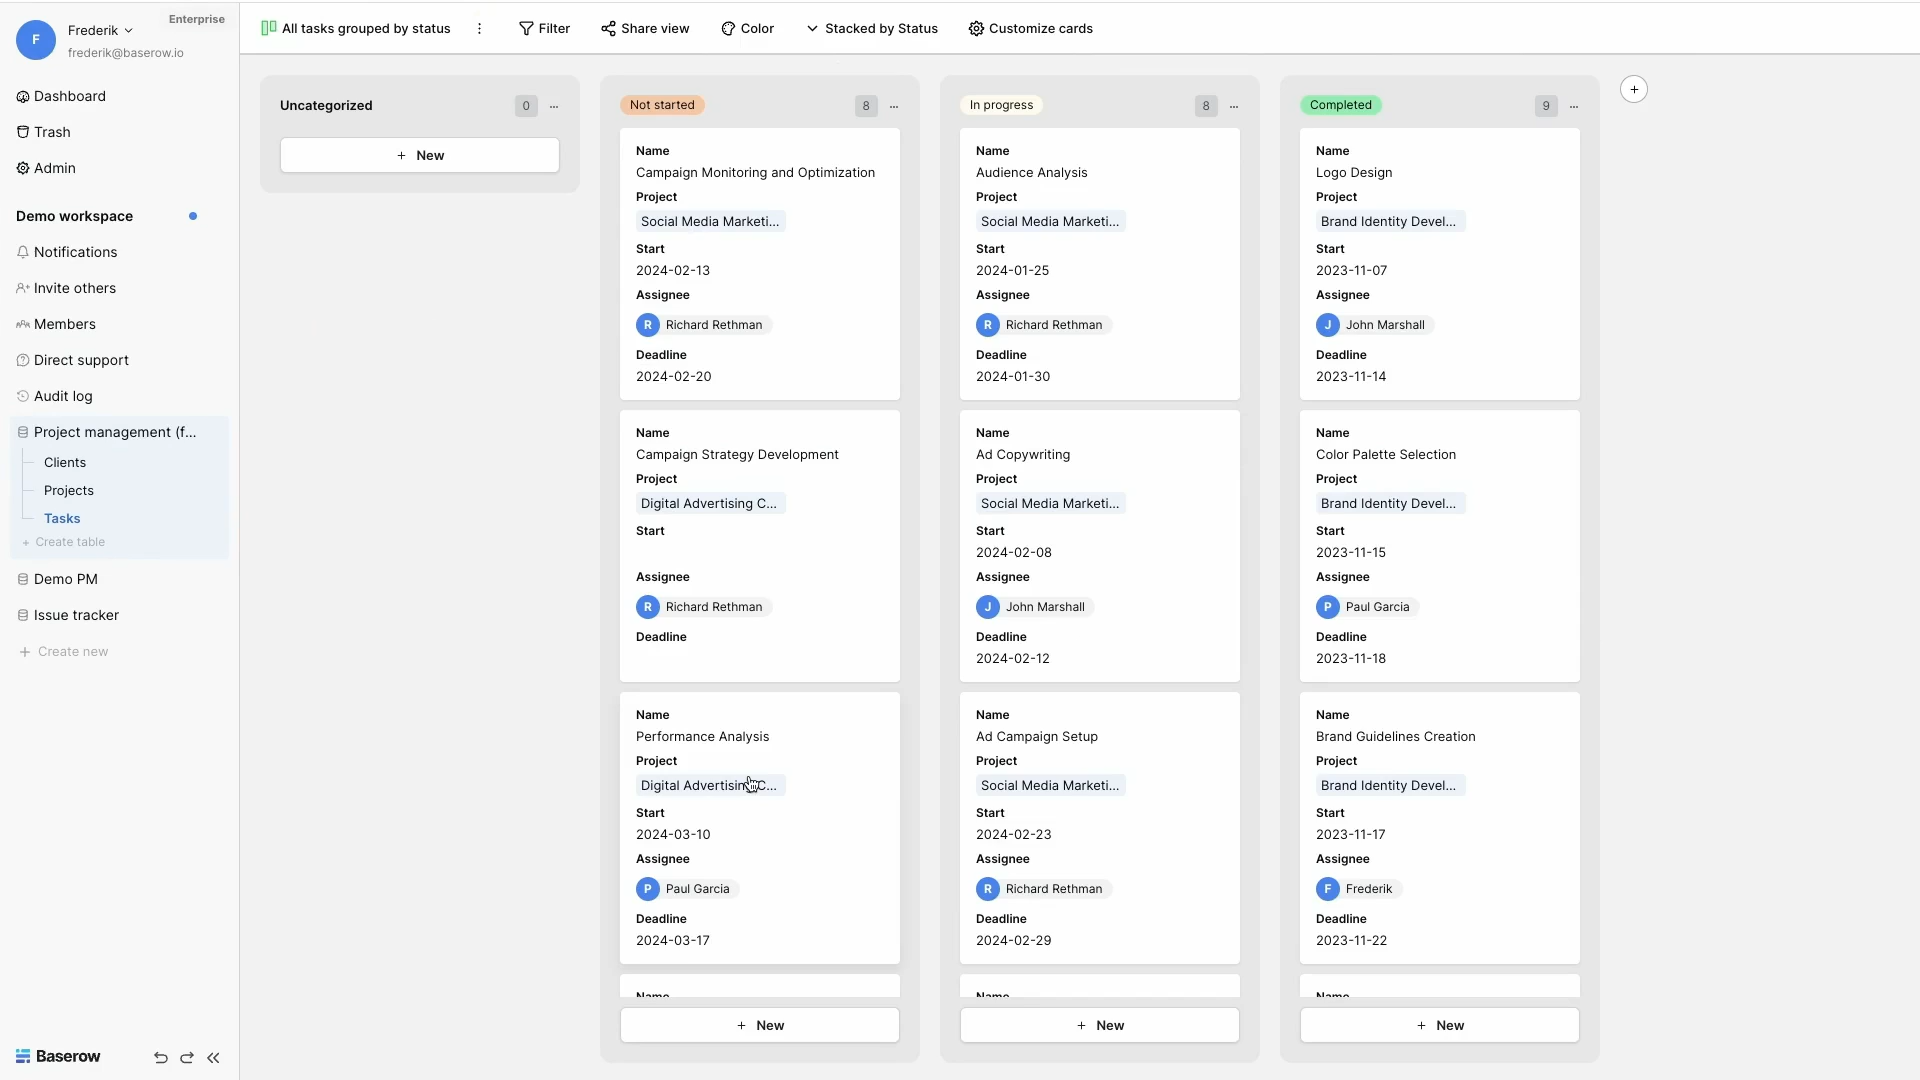 Enterprise
F
Frederik
frederik@baserow.io
Dashboard
Trash
Admin
Demo workspace
Notifications
Invite others
Members
Direct support
Audit log
Project management (f...
Clients
Projects
Tasks
+ Create table
Demo PM
Issue tracker
+ Create new
Baserow
All tasks grouped by status
Filter
Share view
Color
Stacked by Status
Customize cards
Uncategorized
0
...
+ New
Not started
8
...
Name
Campaign Monitoring and Optimization
Project
Social Media Marketi...
Start
2024-02-13
Assignee
R Richard Rethman
Deadline
2024-02-20
Name
Campaign Strategy Development
Project
Digital Advertising C...
Start
Assignee
R Richard Rethman
Deadline
Name
Performance Analysis
Project
Digital Advertising C...
Start
2024-03-10
Assignee
P Paul Garcia
Deadline
2024-03-17
Name
+ New
In progress
8
...
Name
Audience Analysis
Project
Social Media Marketi...
Start
2024-01-25
Assignee
R Richard Rethman
Deadline
2024-01-30
Name
Ad Copywriting
Project
Social Media Marketi...
Start
2024-02-08
Assignee
J John Marshall
Deadline
2024-02-12
Name
Ad Campaign Setup
Project
Social Media Marketi...
Start
2024-02-23
Assignee
R Richard Rethman
Deadline
2024-02-29
Name
+ New
Completed
9
...
Name
Logo Design
Project
Brand Identity Devel...
Start
2023-11-07
Assignee
J John Marshall
Deadline
2023-11-14
Name
Color Palette Selection
Project
Brand Identity Devel...
Start
2023-11-15
Assignee
P Paul Garcia
Deadline
2023-11-18
Name
Brand Guidelines Creation
Project
Brand Identity Devel...
Start
2023-11-17
Assignee
F Frederik
Deadline
2023-11-22
Name
+ New
+